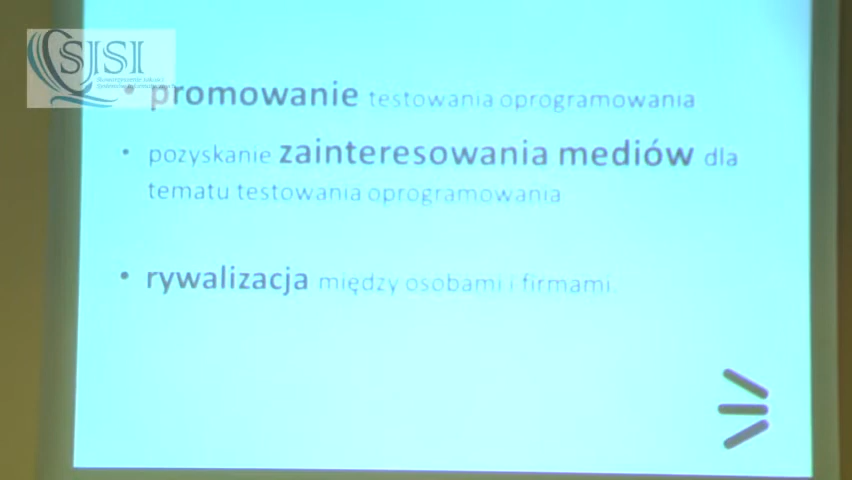 SJSI
• promowanie testowania oprogramowania
• pozyskanie zainteresowania mediów dla
tematu testowania oprogramowania
• rywalizacja między osobami i firmami